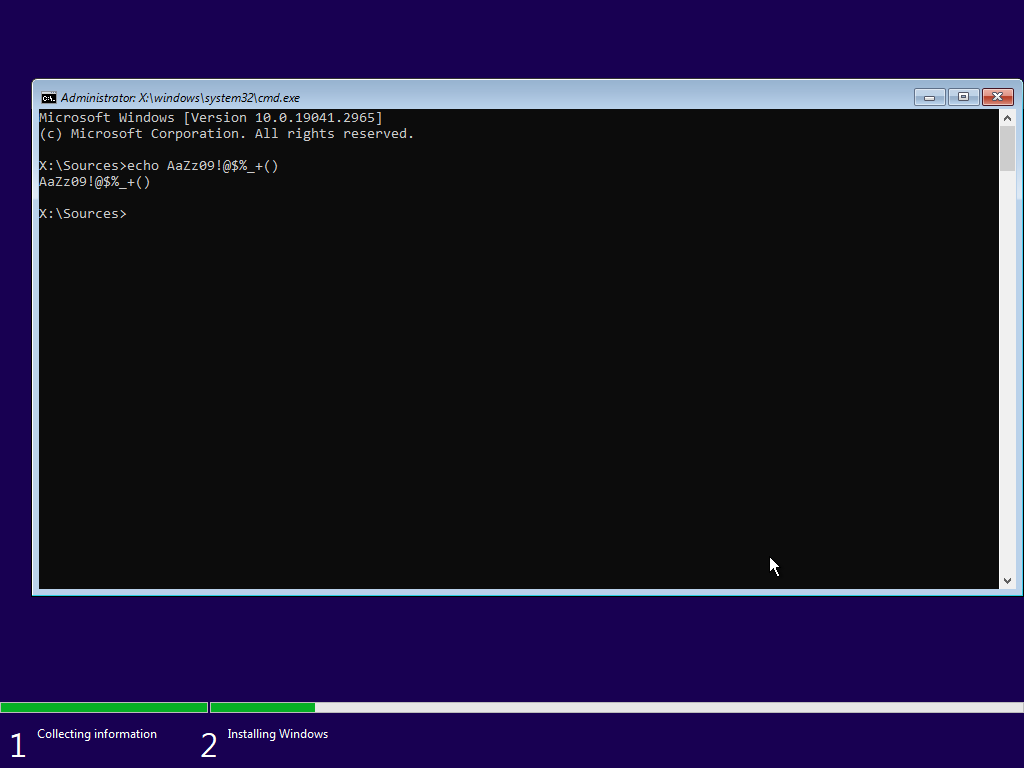 Administrator: X:\windows\system32\cmd.exe
Microsoft Windows [Version 10.0.19041.2965]
(c) Microsoft Corporation. All rights reserved.
X:\Sources>echo AaZz09!@$%_+()
AaZz09!@$%_+()
X:\Sources>
1 Collecting information 2 Installing Windows